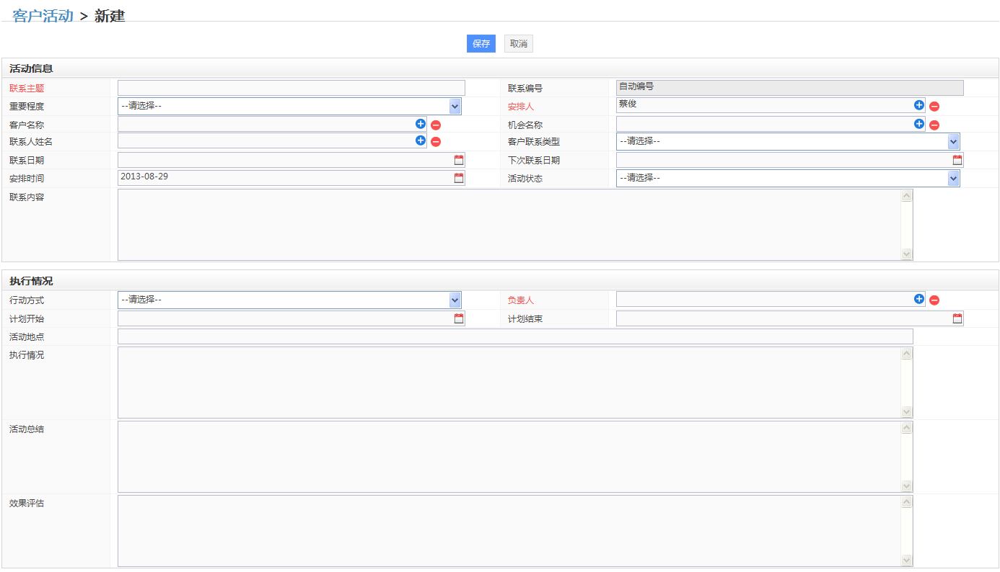 客户活动 > 新建
保存 取消
活动信息
联系主题 联系编号 自动编号
重要程度 --请选择-- 安排人 蔡俊
客户名称 机会名称
联系人姓名 客户联系类型 --请选择--
联系日期 下次联系日期
安排时间 2013-08-29 活动状态 --请选择--
联系内容
执行情况
行动方式 --请选择-- 负责人
计划开始 计划结束
活动地点
执行情况
活动总结
效果评估